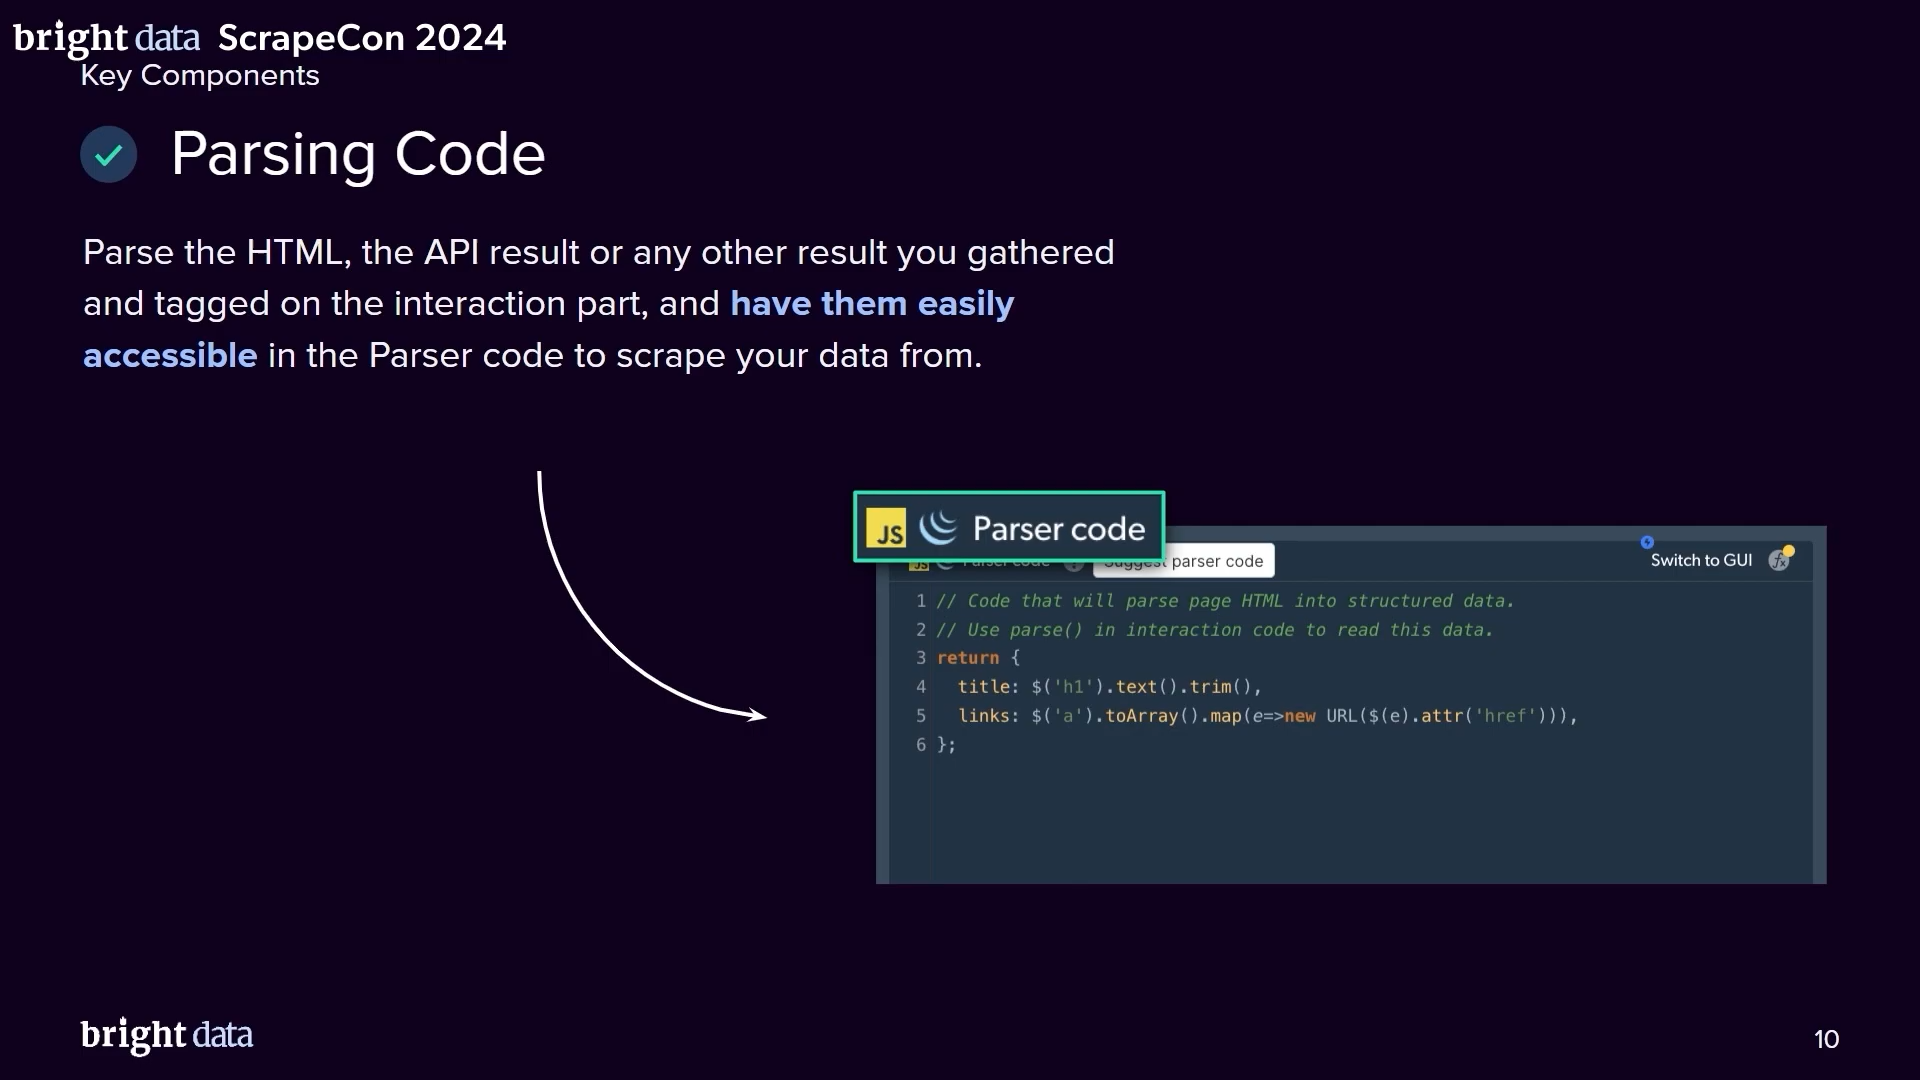 bright data ScrapeCon 2024
Key Components
Parsing Code
Parse the HTML, the API result or any other result you gathered
and tagged on the interaction part, and have them easily
accessible in the Parser code to scrape your data from.
JS Parser code
Suggest parser code
Switch to GUI fx
1 // Code that will parse page HTML into structured data.
2 // Use parse() in interaction code to read this data.
3 return {
4 title: $('h1').text().trim(),
5 links: $('a').toArray().map(e=>new URL($(e).attr('href'))),
6 };
bright data
10